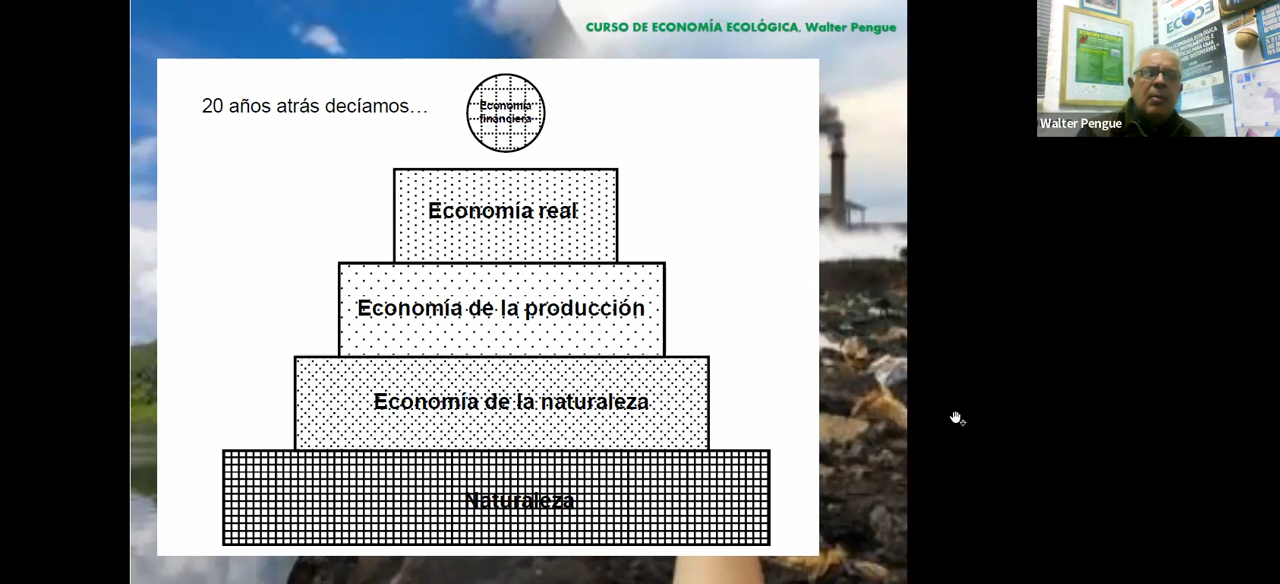 CURSO DE ECONOMÍA ECOLÓGICA, Walter Pengue
20 años atrás decíamos...
Economía
financiera
Economía real
Economía de la producción
Economía de la naturaleza
Naturaleza
ECODE
Walter Pengue